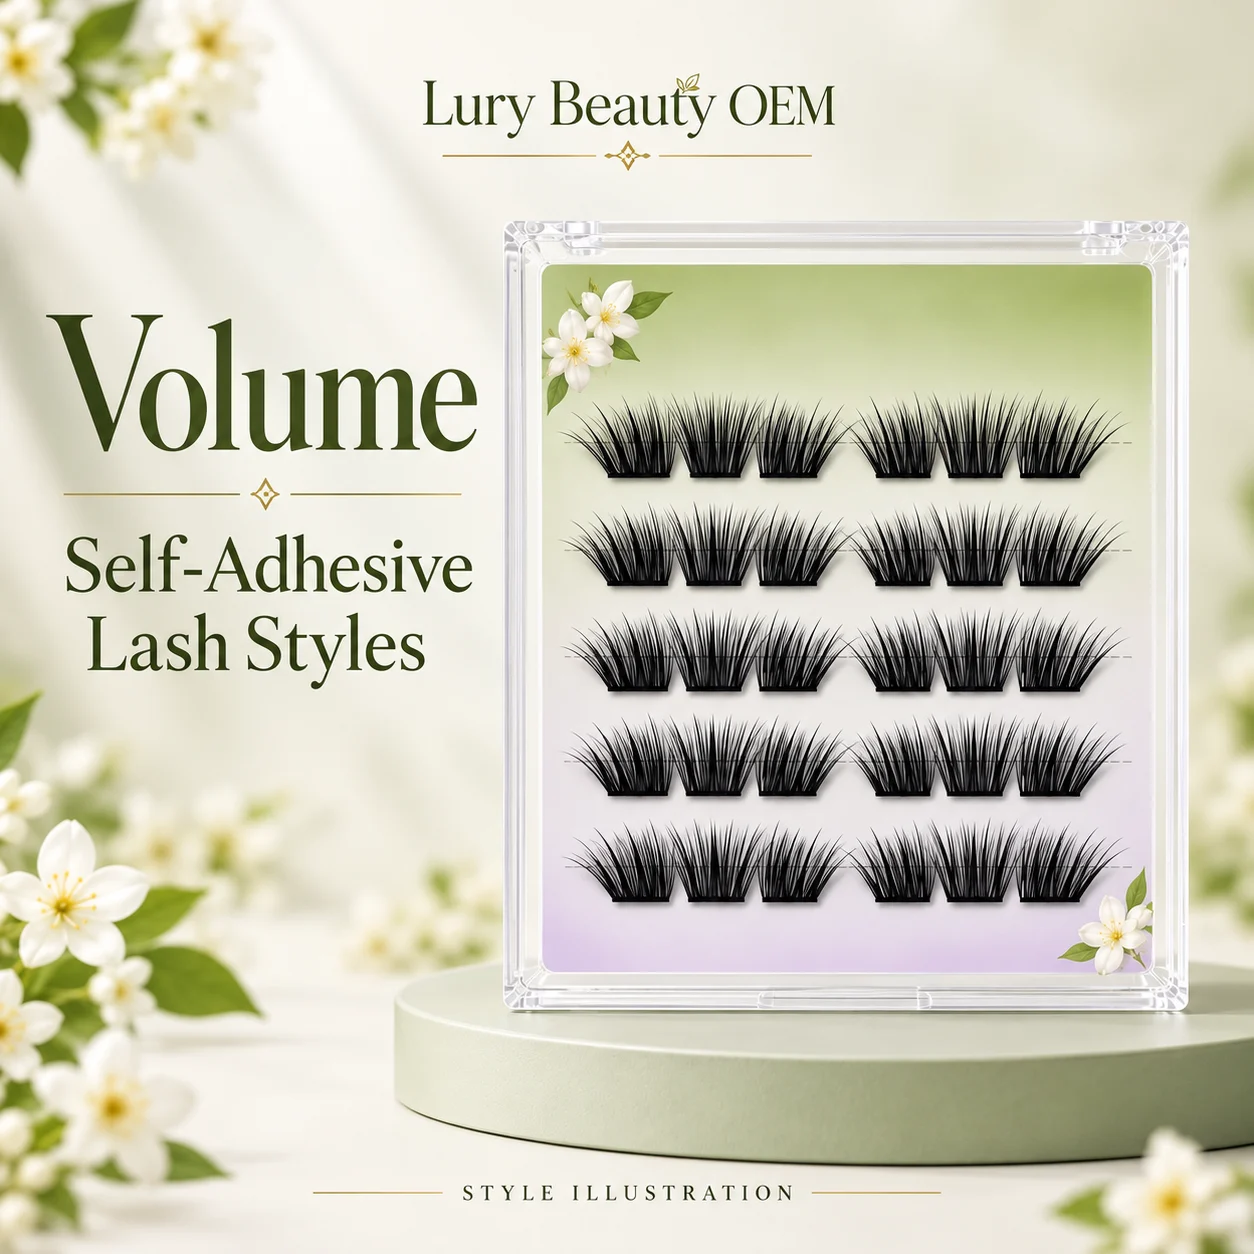 Lury Beauty OEM
Volume
Self-Adhesive
Lash Styles
STYLE ILLUSTRATION